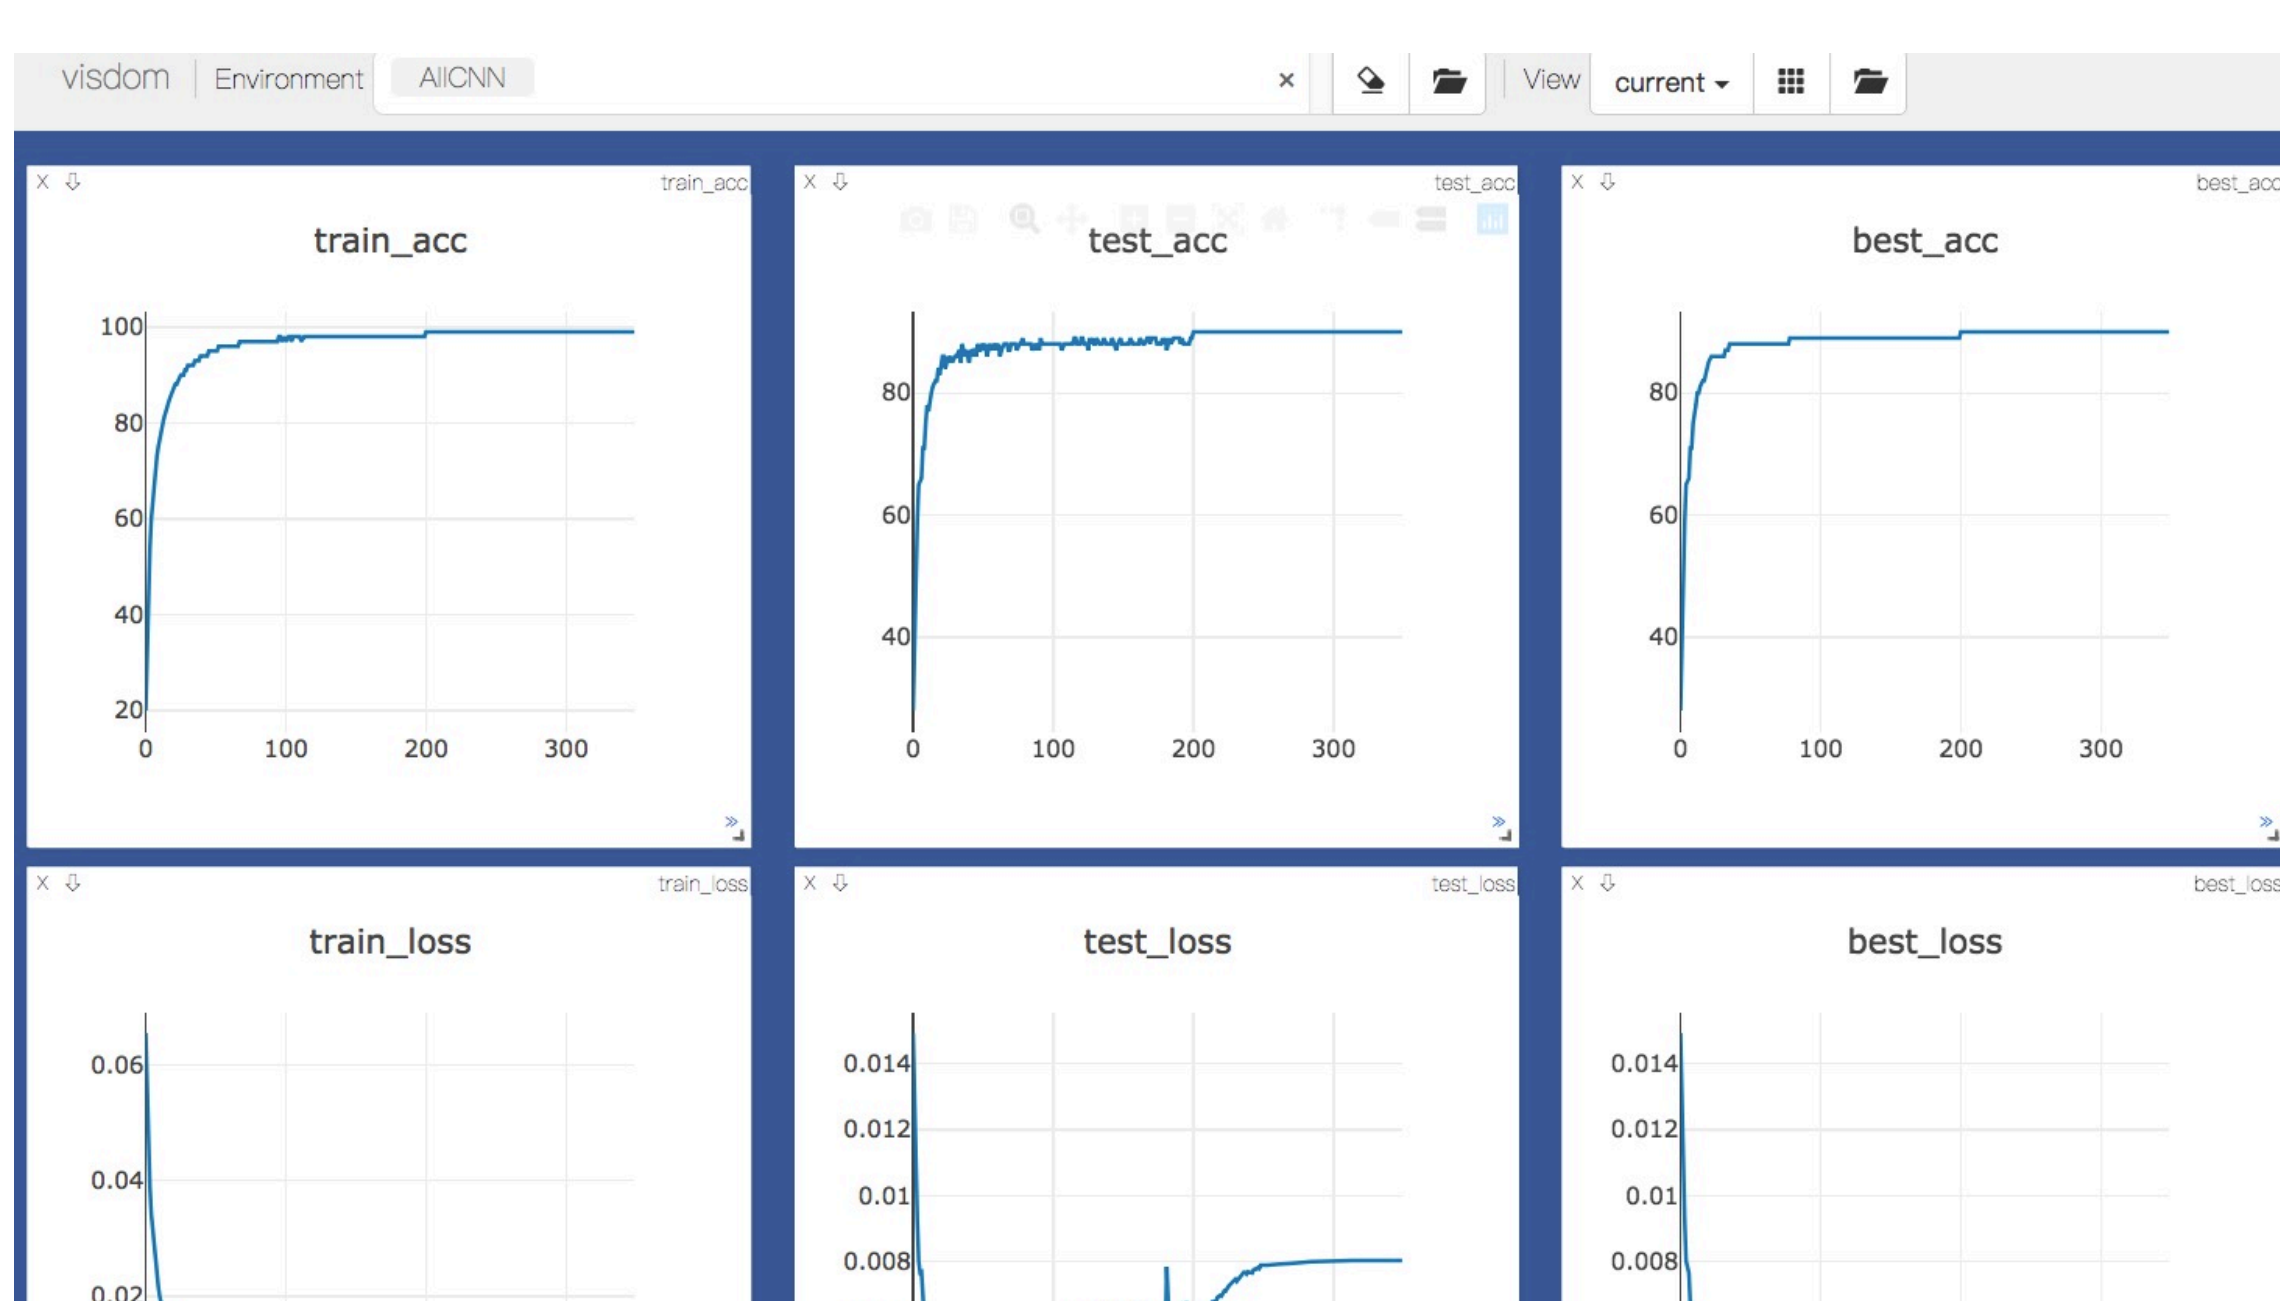 visdom Environment AllCNN × View current
X train_acc
train_acc
100
80
60
40
20
0 100 200 300
X test_acc
test_acc
80
60
40
0 100 200 300
X best_acc
best_acc
80
60
40
0 100 200 300
X train_loss
train_loss
0.06
0.04
0.02
X test_loss
test_loss
0.014
0.012
0.01
0.008
X best_loss
best_loss
0.014
0.012
0.01
0.008